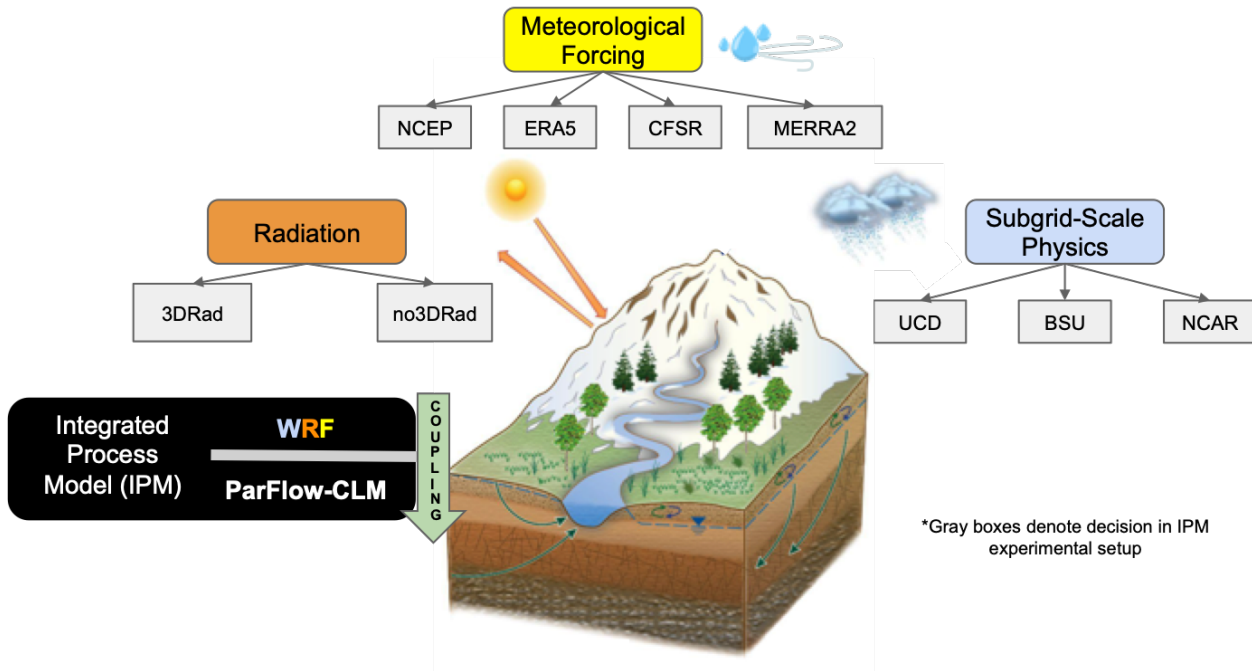 Meteorological
Forcing
NCEP
ERA5
CFSR
MERRA2
Radiation
3DRad
no3DRad
Subgrid-Scale
Physics
UCD
BSU
NCAR
Integrated
Process
Model (IPM)
WRF
ParFlow-CLM
COUPLING
*Gray boxes denote decision in IPM
experimental setup